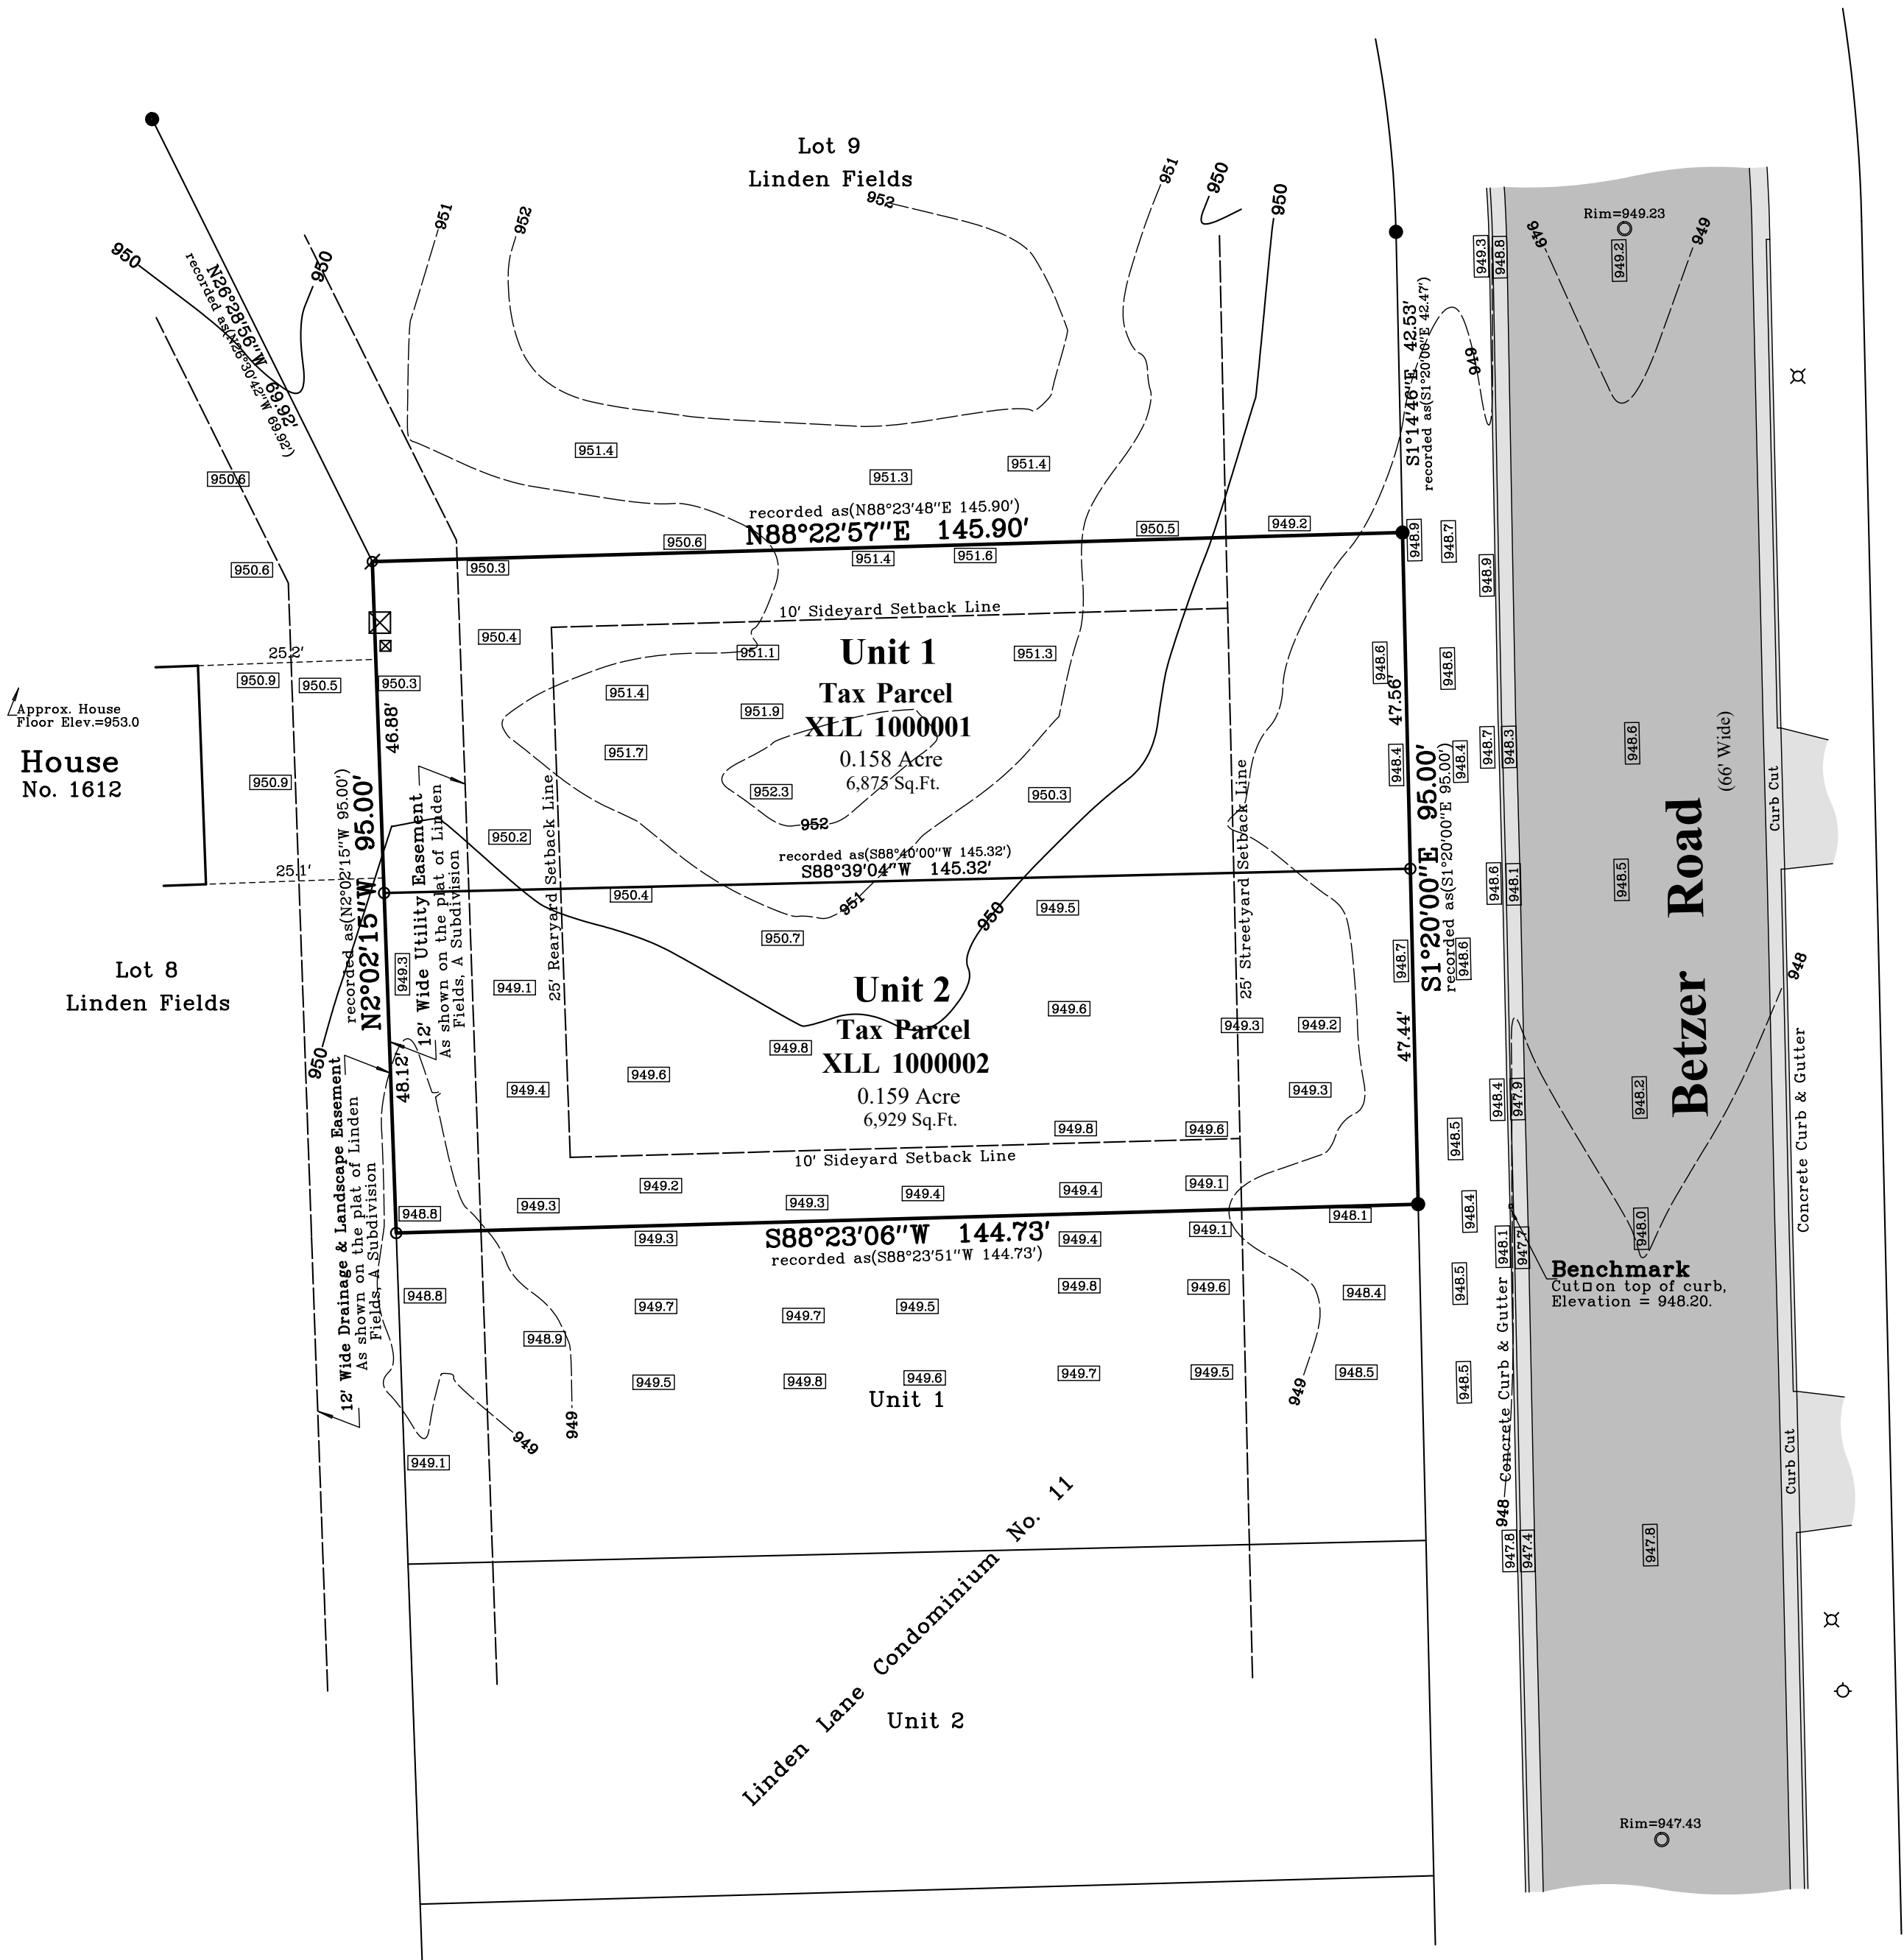 Lot 9
Linden Fields
952
951
952
951
950
950
950
950
N26°28'56"W 69.92'
recorded as(N26°30'42"W 69.92')
S1°14'46"E 42.53'
recorded as(S1°20'00"E 42.47')
949
949.3
948.8
Rim=949.23
949.2
949
949
951.4
951.3
951.4
950.6
recorded as(N88°23'48"E 145.90')
N88°22'57"E 145.90'
950.6
950.5
949.2
951.4
951.6
950.3
950.6
948.9
948.7
948.9
10' Sideyard Setback Line
950.4
951.1
951.3
Unit 1
Tax Parcel
XLL 1000001
0.158 Acre
6,875 Sq.Ft.
951.4
951.9
951.7
952.3
952
950.3
950.2
25.2'
950.9
950.5
950.3
46.88'
Approx. House
Floor Elev.=953.0
House
No. 1612
950.9
25.1'
948.6
47.56'
948.6
948.4
948.4
948.7
948.3
948.6
(66' Wide)
Betzer Road
Curb Cut
S1°20'00"E 95.00'
recorded as(S1°20'00"E 95.00')
recorded as(N2°02'15"W 95.00')
N2°02'15"W 95.00'
12' Wide Utility Easement
As shown on the plat of Linden
Fields, A Subdivision
25' Rearyard Setback Line
25' Streetyard Setback Line
recorded as(S88°40'00"W 145.32')
S88°39'04"W 145.32'
950.4
951
950
949.5
950.7
948.6
948.1
948.5
Lot 8
Linden Fields
949.3
949.1
Unit 2
Tax Parcel
XLL 1000002
0.159 Acre
6,929 Sq.Ft.
949.6
949.3
949.2
949.8
949.6
949.4
949.3
949.8
949.6
948.7
948.6
47.44'
948
950
48.12'
12' Wide Drainage & Landscape Easement
As shown on the plat of Linden
Fields, A Subdivision
948.4
947.9
948.2
948.5
Concrete Curb & Gutter
10' Sideyard Setback Line
949.2
949.3
949.3
949.4
949.4
949.1
948.8
948.1
948.4
S88°23'06"W 144.73'
recorded as(S88°23'51"W 144.73')
949.3
949.4
949.1
948.1
947.7
948.0
Benchmark
Cut on top of curb,
Elevation = 948.20.
948.8
949.7
949.7
949.5
949.8
949.6
948.4
948.5
948.9
949.5
949.8
949.6
949.7
949.5
948.5
948.5
Unit 1
949
949
949
949.1
948
Concrete Curb & Gutter
Curb Cut
947.8
947.4
947.8
Linden Lane Condominium No. 11
Unit 2
Rim=947.43